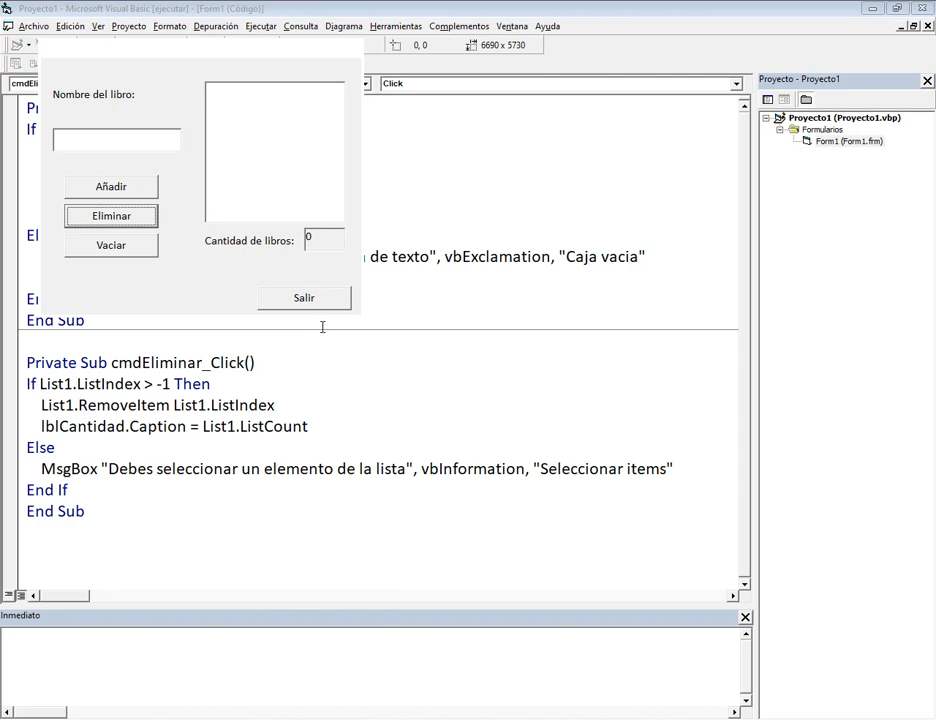 Proyecto1 - Microsoft Visual Basic [ejecutar] - [Form1 (Código)]
Archivo Edición Ver Proyecto Formato Depuración Ejecutar Consulta Diagrama Herramientas Complementos Ventana Ayuda
0, 0 6690 x 5730
cmdEli Click
Proyecto - Proyecto1
Proyecto1 (Proyecto1.vbp)
Formularios
Form1 (Form1.frm)
Nombre del libro:
Añadir
Eliminar
Vaciar
Cantidad de libros: 0
Salir
If
El
de texto", vbExclamation, "Caja vacia"
End Sub
Private Sub cmdEliminar_Click()
If List1.ListIndex > -1 Then
List1.RemoveItem List1.ListIndex
lblCantidad.Caption = List1.ListCount
Else
MsgBox "Debes seleccionar un elemento de la lista", vbInformation, "Seleccionar items"
End If
End Sub
Inmediato